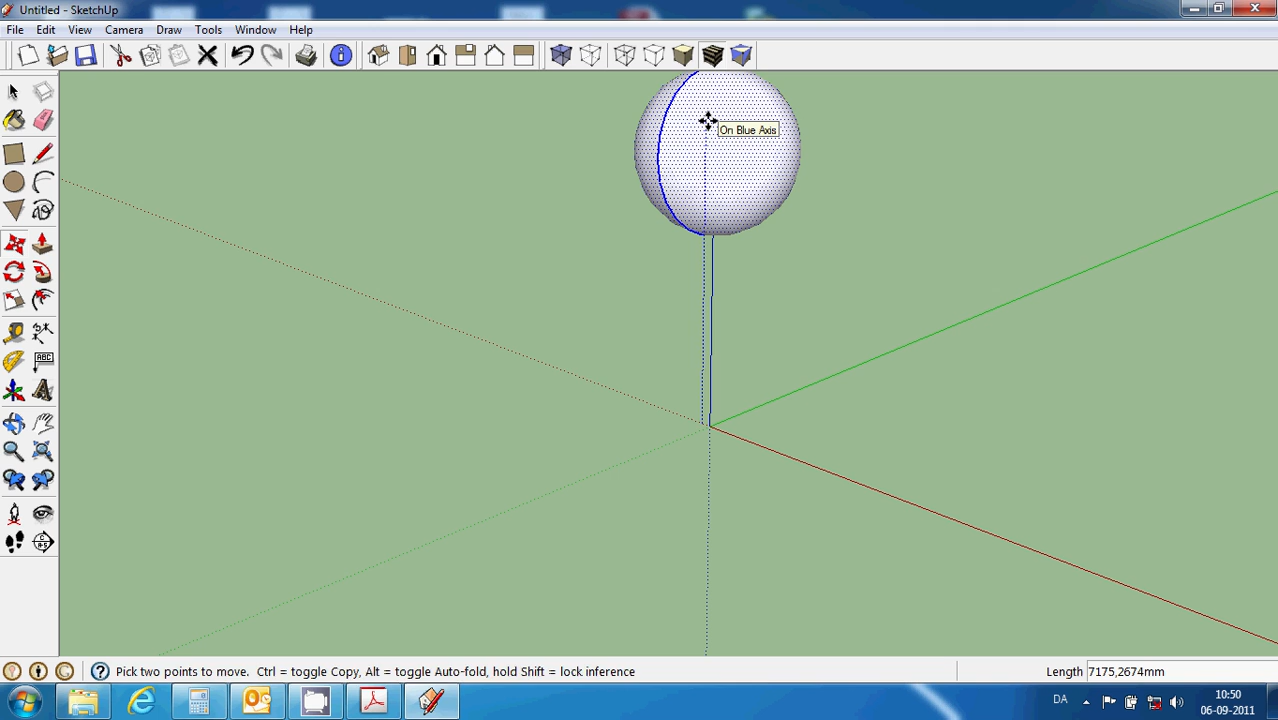 Untitled - SketchUp
File Edit View Camera Draw Tools Window Help
On Blue Axis
ABC
A
Pick two points to move. Ctrl = toggle Copy, Alt = toggle Auto-fold, hold Shift = lock inference
Length 7175,2674mm
DA
10:50
06-09-2011